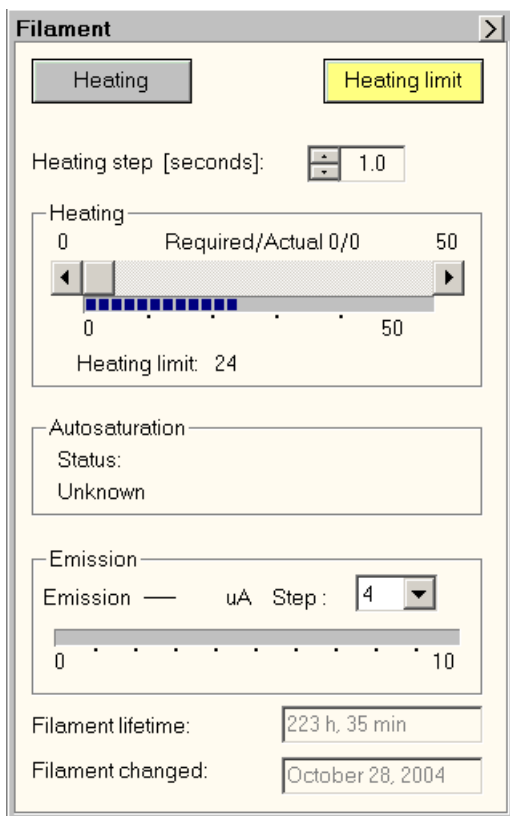 Filament
Heating Heating limit
Heating step [seconds]: 1.0
Heating
0 Required/Actual 0/0 50
0 50
Heating limit: 24
Autosaturation
Status:
Unknown
Emission
Emission — uA Step : 4
0 10
Filament lifetime: 223 h, 35 min
Filament changed: October 28, 2004